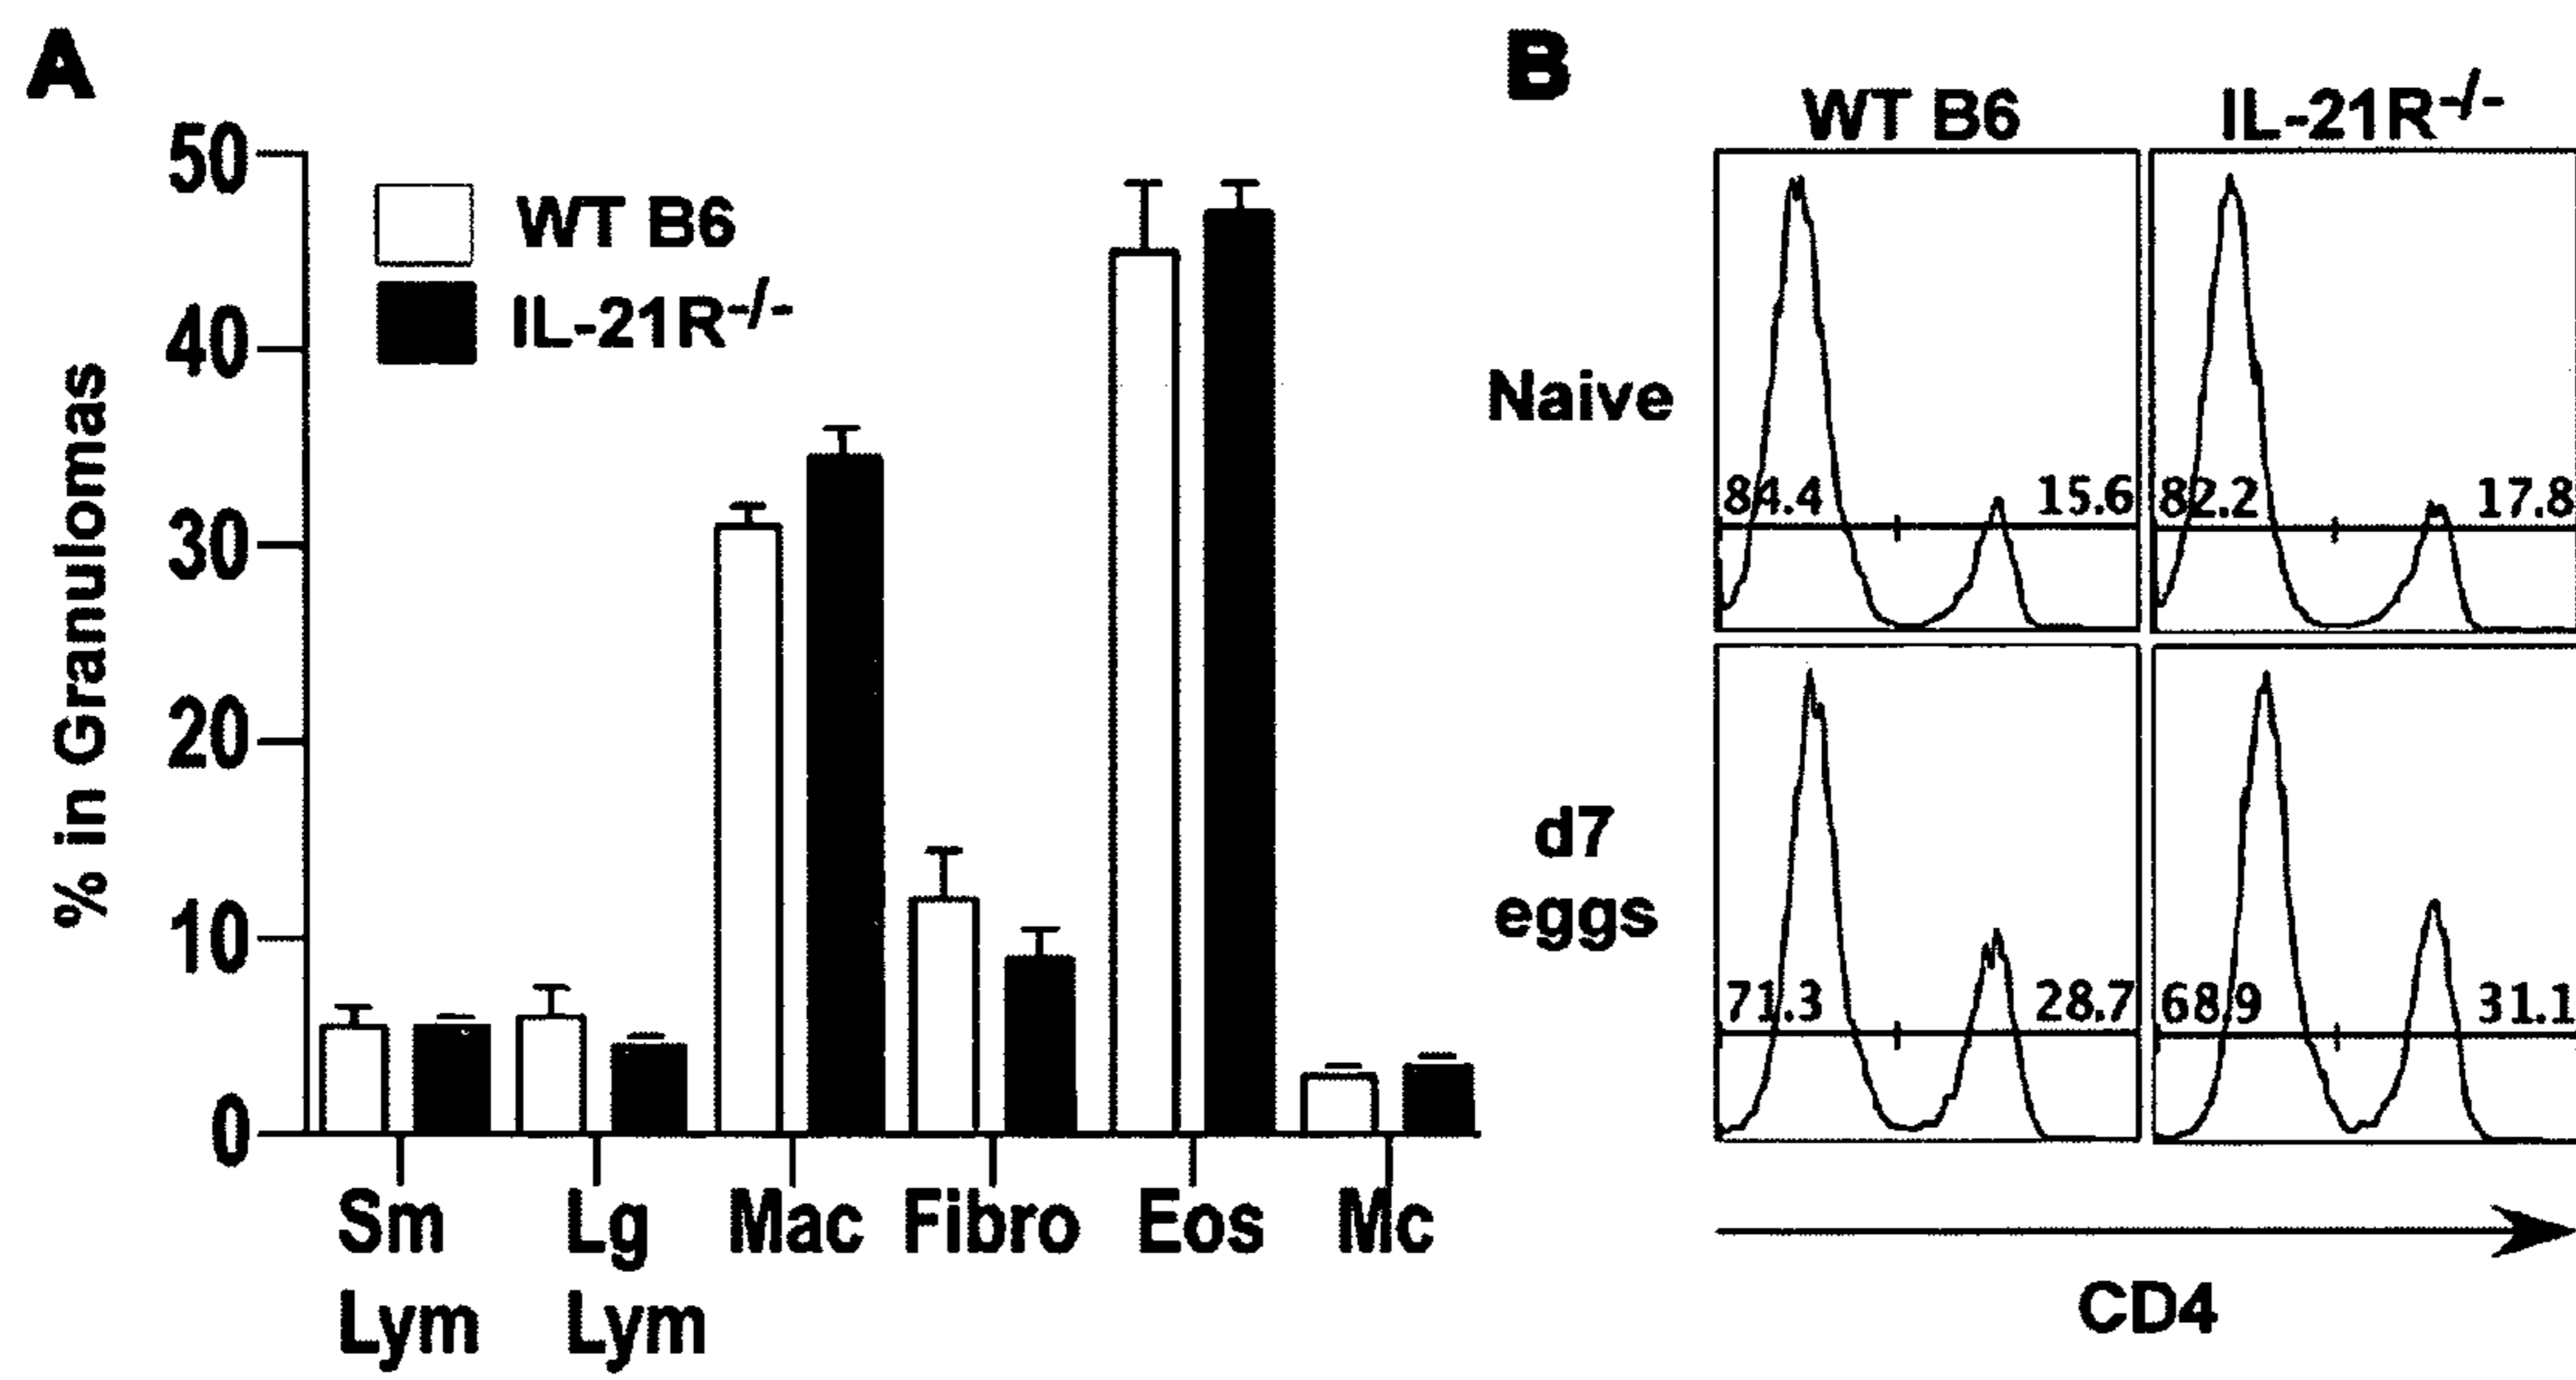 A
50
40
30
20
10
0
% in Granulomas
WT B6
IL-21R-/-
Sm
Lym
Lg
Lym
Mac
Fibro
Eos
Mc
B
WT B6
IL-21R-/-
Naive
84.4
15.6
82.2
17.8
d7
eggs
71.3
28.7
68.9
31.1
CD4